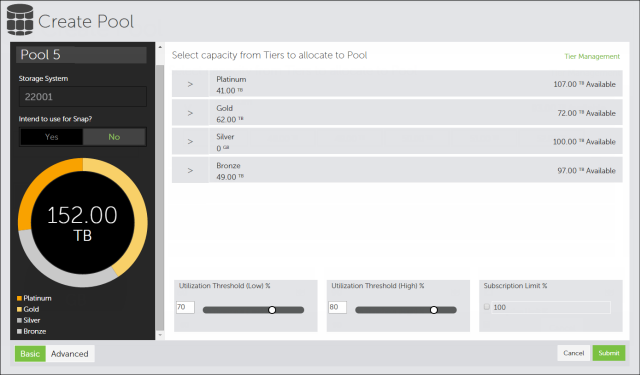 Create Pool
Pool 5
Storage System
22001
Intend to use for Snap?
Yes No
152.00
TB
Platinum
Gold
Silver
Bronze
Select capacity from Tiers to allocate to Pool
Tier Management
> Platinum
41.00 TB 107.00 TB Available
> Gold
62.00 TB 72.00 TB Available
> Silver
0 GB 100.00 TB Available
> Bronze
49.00 TB 97.00 TB Available
Utilization Threshold (Low) %
70
Utilization Threshold (High) %
80
Subscription Limit %
100
Basic Advanced
Cancel Submit